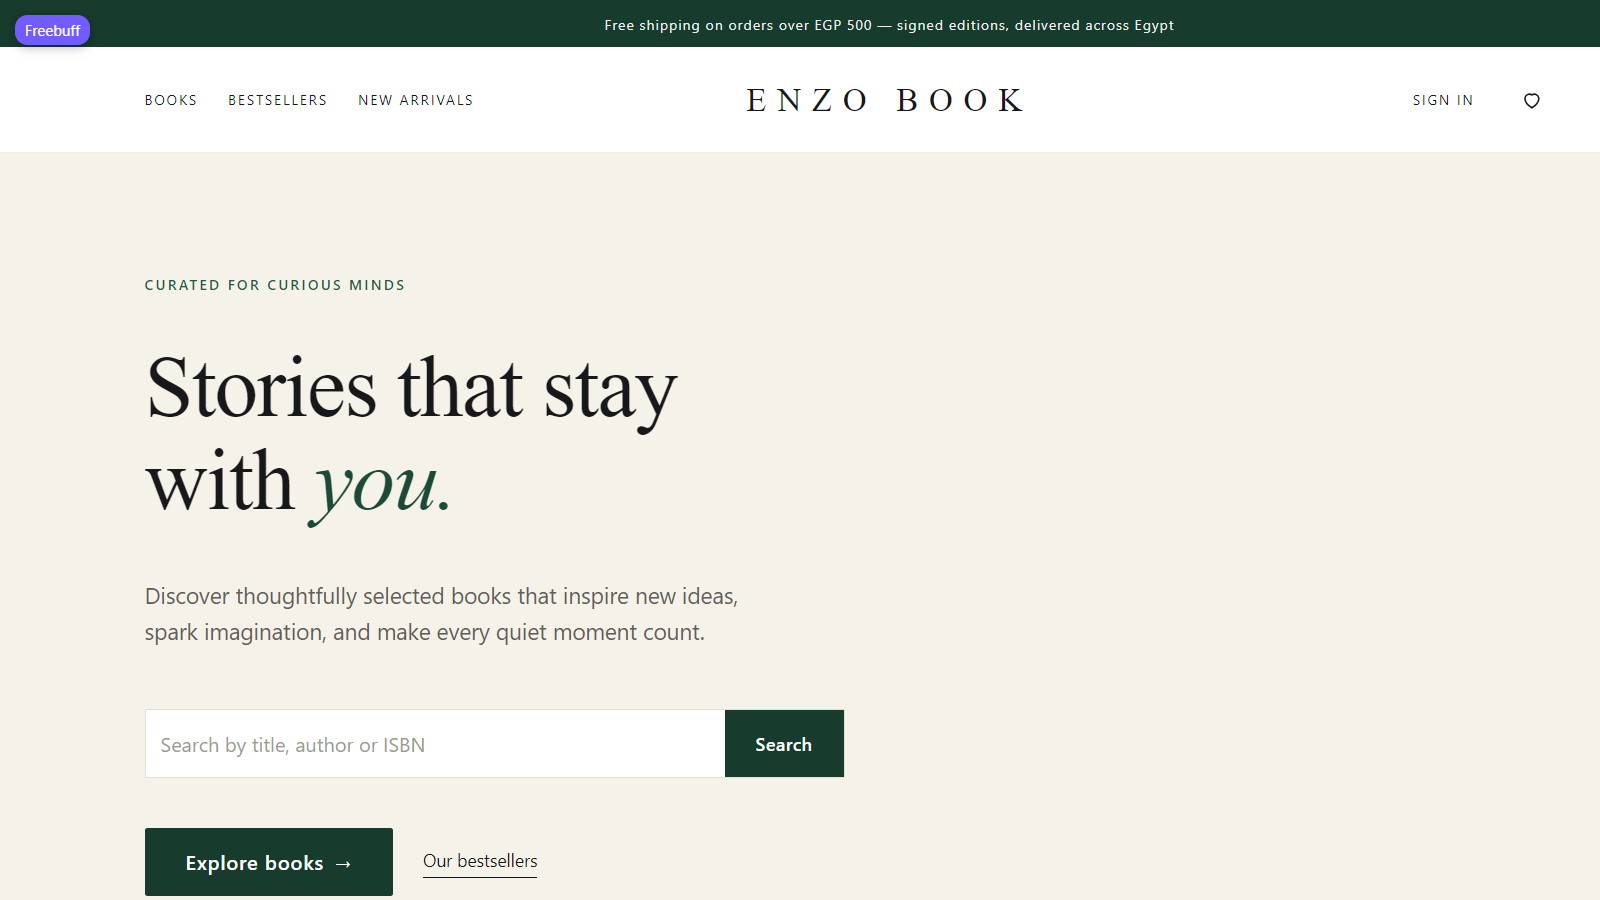 Freebuff
Free shipping on orders over EGP 500 — signed editions, delivered across Egypt
BOOKS BESTSELLERS NEW ARRIVALS
ENZO BOOK
SIGN IN
CURATED FOR CURIOUS MINDS
Stories that stay
with you.
Discover thoughtfully selected books that inspire new ideas,
spark imagination, and make every quiet moment count.
Search by title, author or ISBN
Search
Explore books →
Our bestsellers